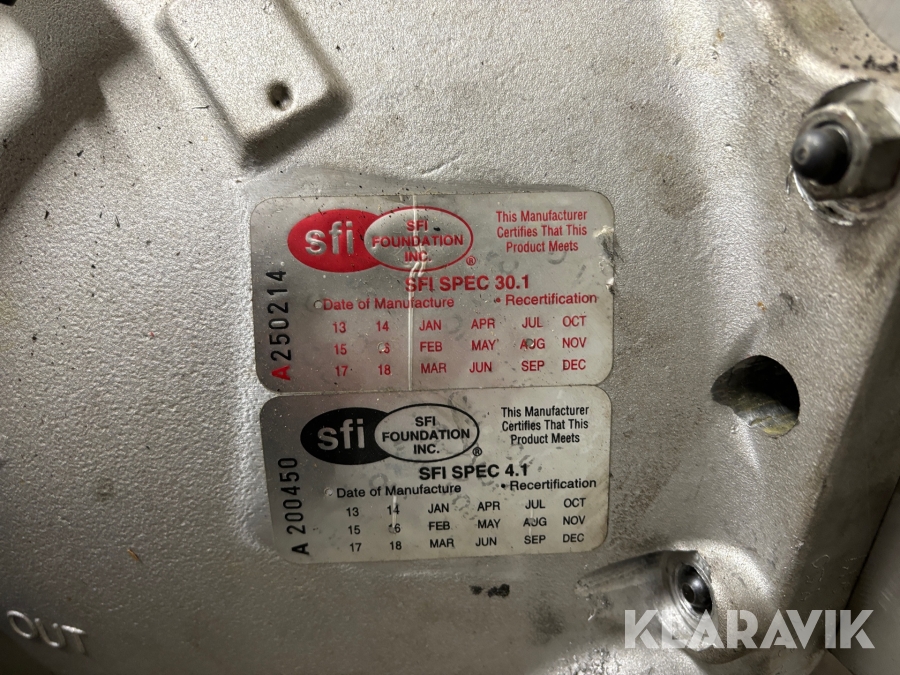 sfi
SFI
FOUNDATION
INC.
®
This Manufacturer
Certifies That This
Product Meets
SFI SPEC 30.1
Date of Manufacture • Recertification
13 14 JAN APR JUL OCT
15 FEB MAY AUG NOV
17 18 MAR JUN SEP DEC
A250214
sfi
SFI
FOUNDATION
INC.
®
This Manufacturer
Certifies That This
Product Meets
SFI SPEC 4.1
Date of Manufacture • Recertification
13 14 JAN APR JUL OCT
15 FEB MAY AUG NOV
17 18 MAR JUN SEP DEC
A 200450
OUT
KLARAVIK